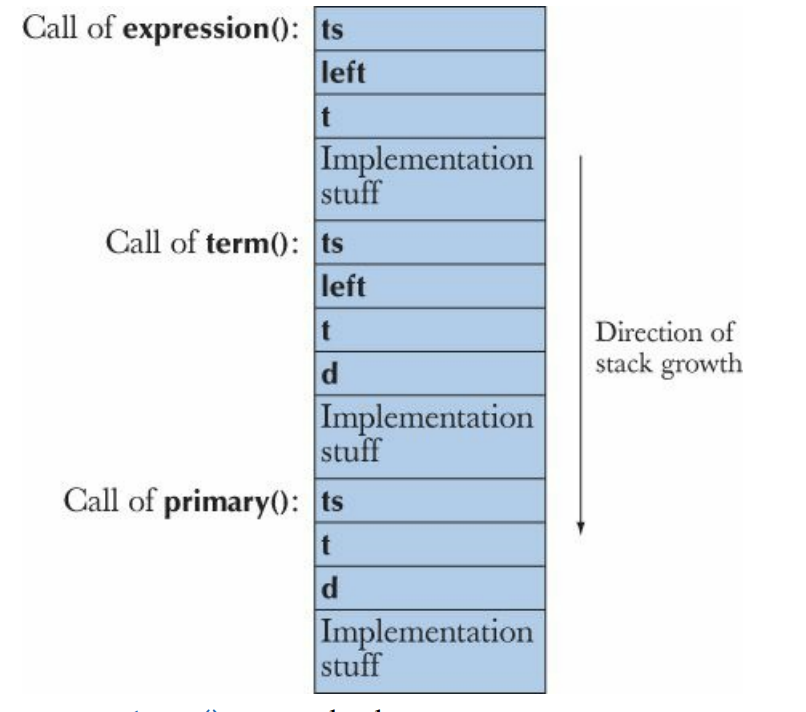 Call of expression(): ts
left
t
Implementation
stuff
Call of term(): ts
left
t
d
Implementation
stuff
Call of primary(): ts
t
d
Implementation
stuff
Direction of
stack growth